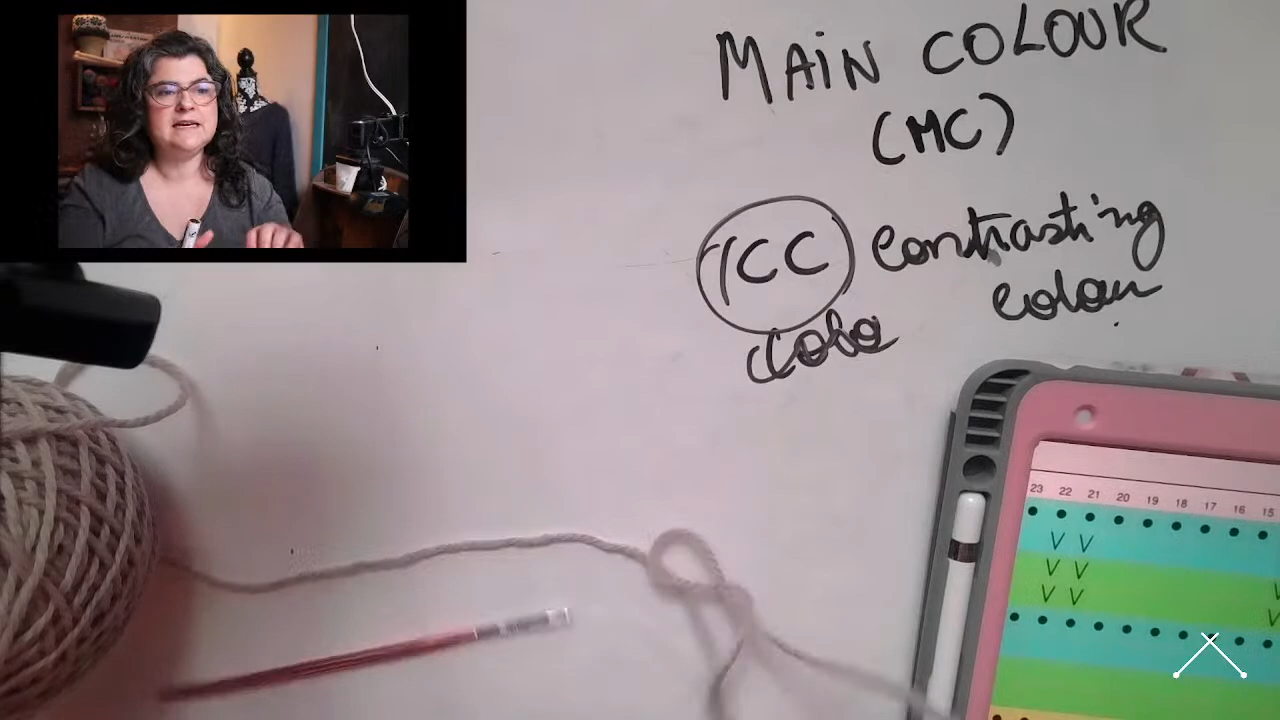 MAIN COLOUR
(MC)
CC contrasting
colour
23 22 21 20 19 18 17 16 15
V V
V V
V V